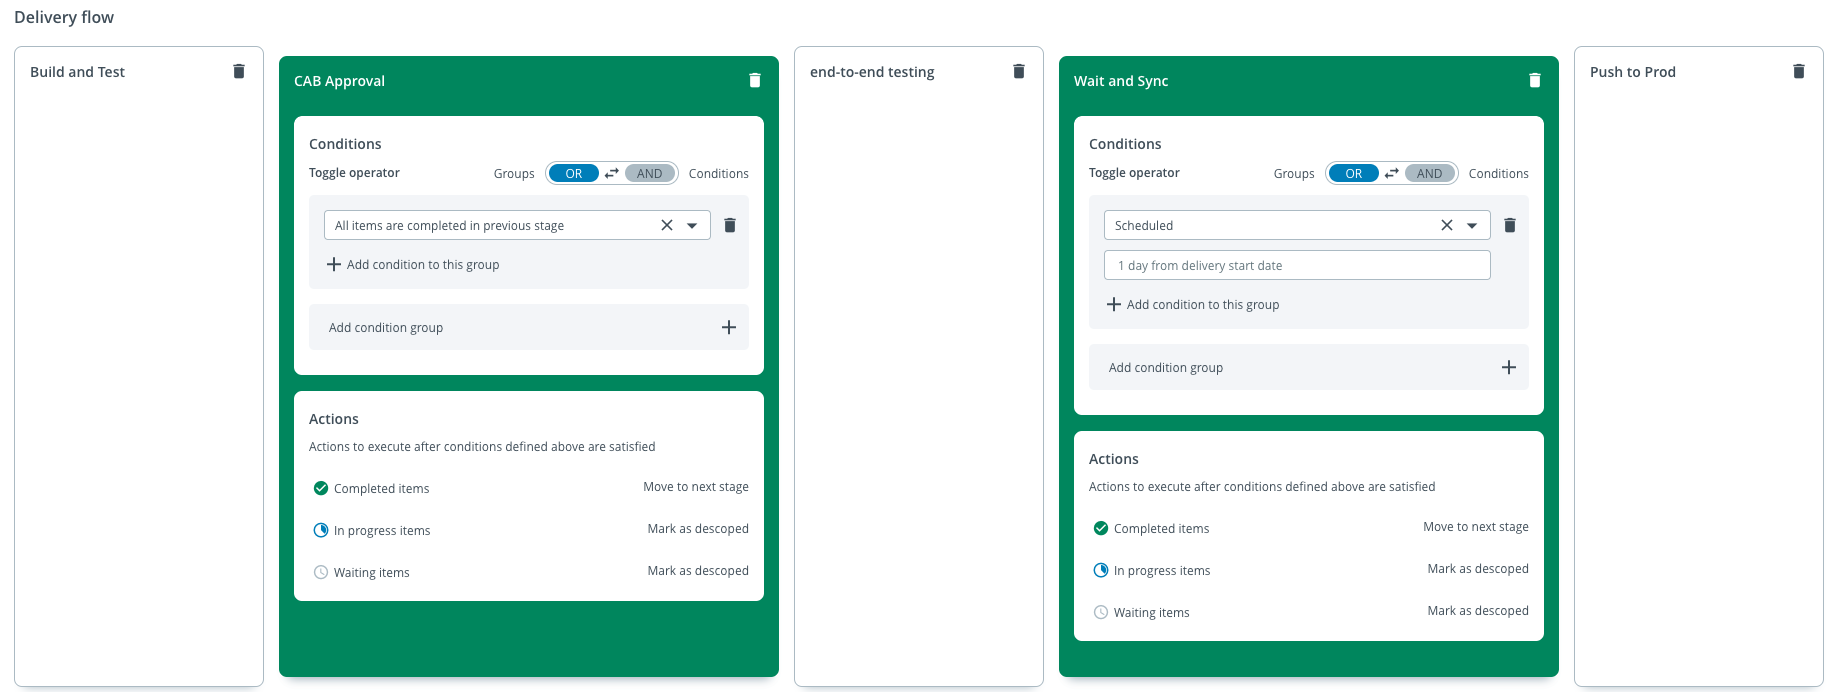 Delivery flow
Build and Test
CAB Approval
Conditions
Toggle operator Groups OR AND Conditions
All items are completed in previous stage
Add condition to this group
Add condition group
Actions
Actions to execute after conditions defined above are satisfied
Completed items Move to next stage
In progress items Mark as descoped
Waiting items Mark as descoped
end-to-end testing
Wait and Sync
Conditions
Toggle operator Groups OR AND Conditions
Scheduled
1 day from delivery start date
Add condition to this group
Add condition group
Actions
Actions to execute after conditions defined above are satisfied
Completed items Move to next stage
In progress items Mark as descoped
Waiting items Mark as descoped
Push to Prod